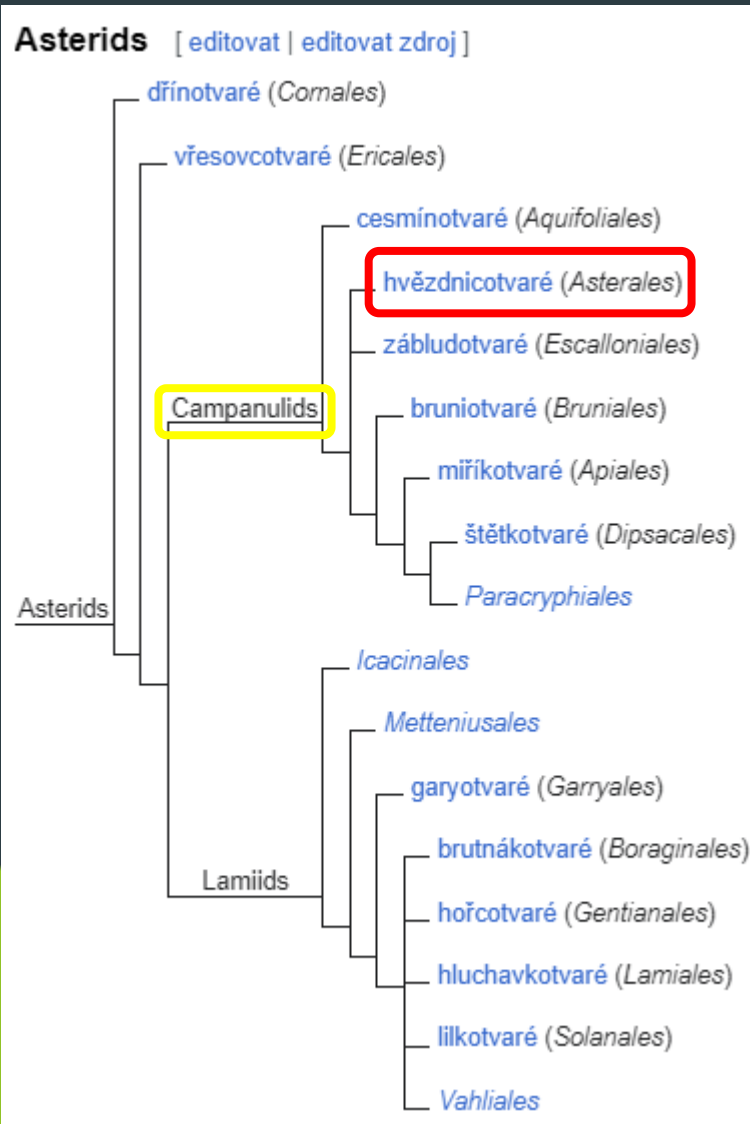 Asterids [ editovat | editovat zdroj ]
dřínotvaré (Cornales)
vřesovcotvaré (Ericales)
cesmínotvaré (Aquifoliales)
hvězdnicotvaré (Asterales)
zábludotvaré (Escalloniales)
Campanulids
bruniotvaré (Bruniales)
miříkotvaré (Apiales)
štětkotvaré (Dipsacales)
Paracryphiales
Asterids
Icacinales
Metteniusales
garyotvaré (Garryales)
brutnákotvaré (Boraginales)
Lamiids
hořcotvaré (Gentianales)
hluchavkotvaré (Lamiales)
lilkotvaré (Solanales)
Vahliales